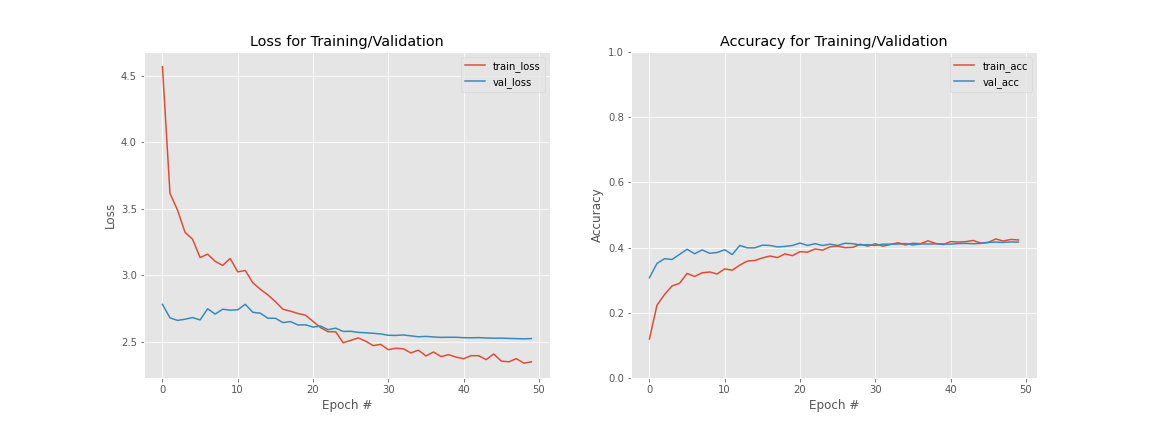 Loss for Training/Validation
train_loss
val_loss
4.5
4.0
3.5
3.0
2.5
Loss
0 10 20 30 40 50
Epoch #
Accuracy for Training/Validation
train_acc
val_acc
1.0
0.8
0.6
0.4
0.2
0.0
Accuracy
0 10 20 30 40 50
Epoch #